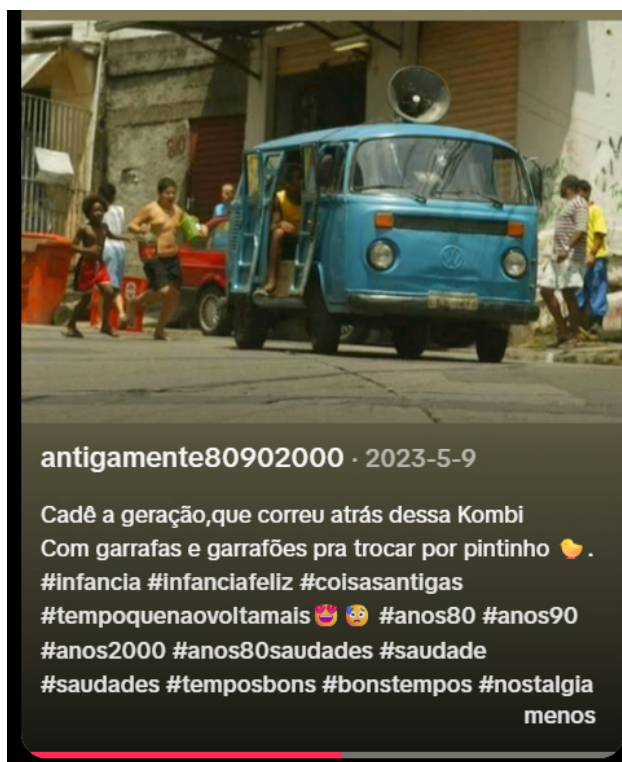 antigamente80902000 · 2023-5-9
Cadê a geração,que correu atrás dessa Kombi
Com garrafas e garrafões pra trocar por pintinho 🐤 .
#infancia #infanciafeliz #coisasantigas
#tempoquenaovoltamais😍😢 #anos80 #anos90
#anos2000 #anos80saudades #saudade
#saudades #temposbons #bonstempos #nostalgia
menos